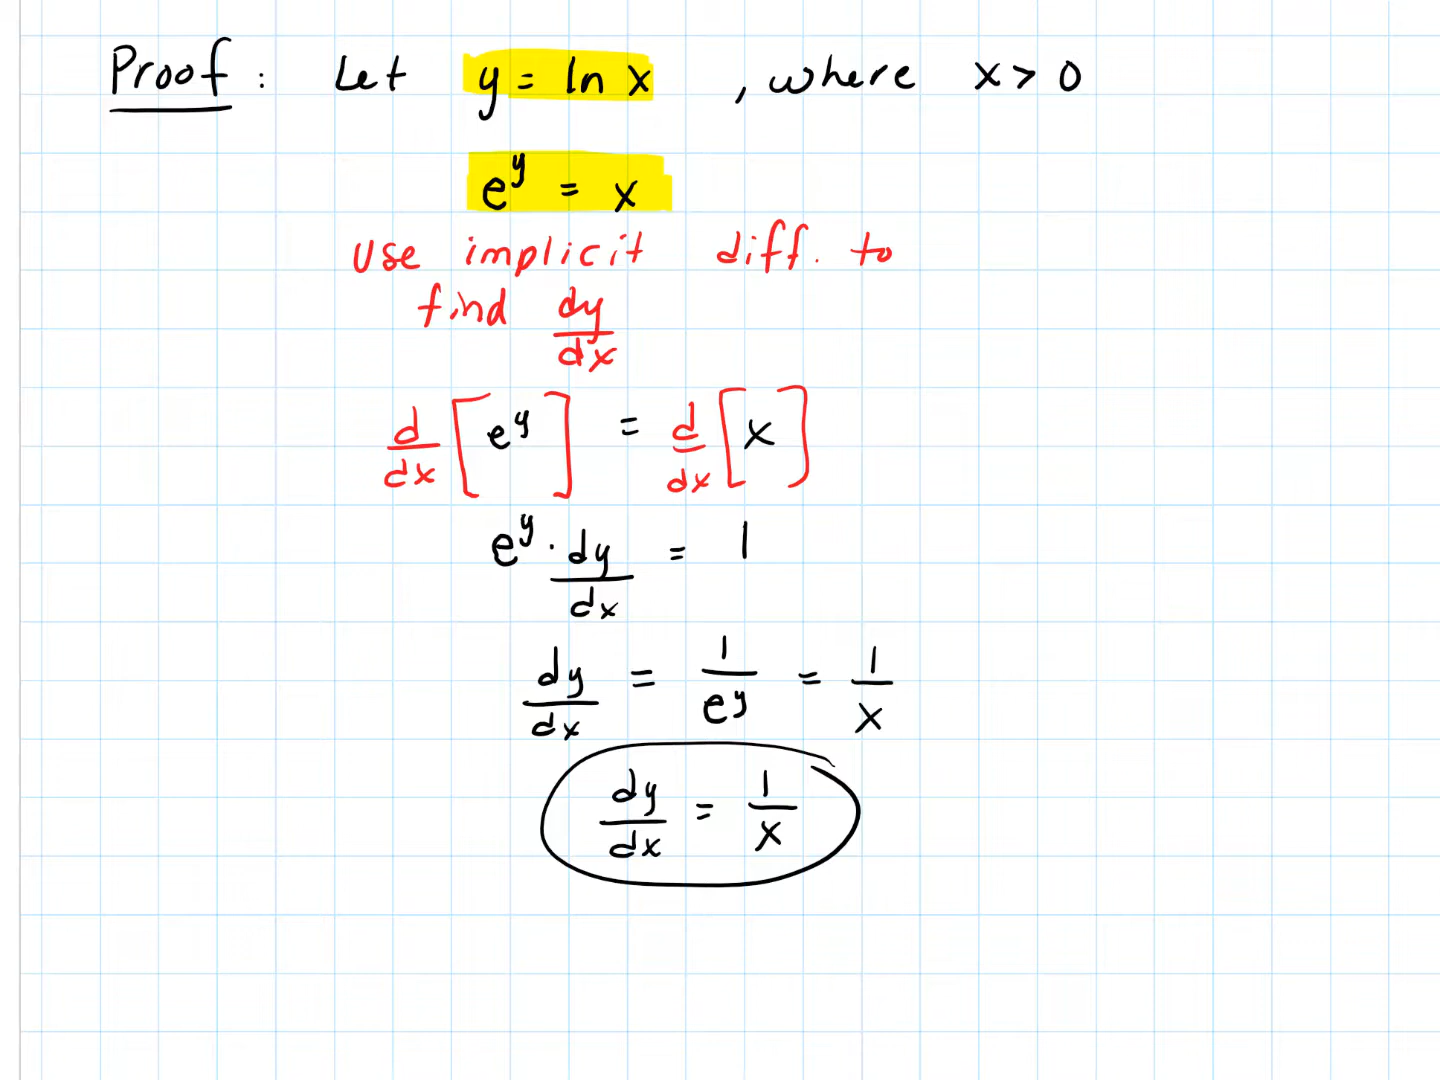 Proof: Let y = ln x, where x > 0
e^y = x
use implicit diff. to
find dy/dx
d/dx [e^y] = d/dx [x]
e^y · dy/dx = 1
dy/dx = 1/e^y = 1/x
dy/dx = 1/x